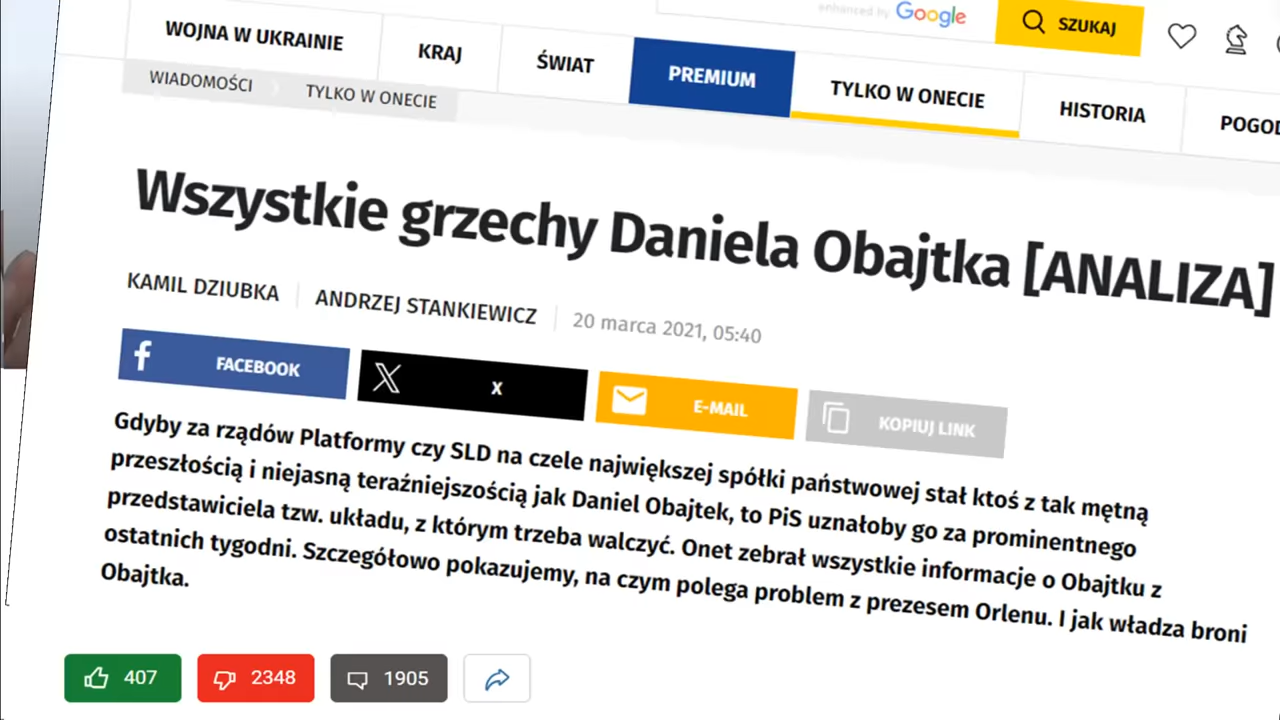 enhanced by Google
SZUKAJ
WOJNA W UKRAINIE
KRAJ
ŚWIAT
PREMIUM
TYLKO W ONECIE
HISTORIA
WIADOMOŚCI
TYLKO W ONECIE
Wszystkie grzechy Daniela Obajtka [ANALIZA]
KAMIL DZIUBKA
ANDRZEJ STANKIEWICZ
20 marca 2021, 05:40
FACEBOOK
X
E-MAIL
KOPIUJ LINK
Gdyby za rządów Platformy czy SLD na czele największej spółki państwowej stał ktoś z tak mętną
przeszłością i niejasną teraźniejszością jak Daniel Obajtek, to PiS uznałoby go za prominentnego
przedstawiciela tzw. układu, z którym trzeba walczyć. Onet zebrał wszystkie informacje o Obajtku z
ostatnich tygodni. Szczegółowo pokazujemy, na czym polega problem z prezesem Orlenu. I jak władza broni
Obajtka.
407
2348
1905